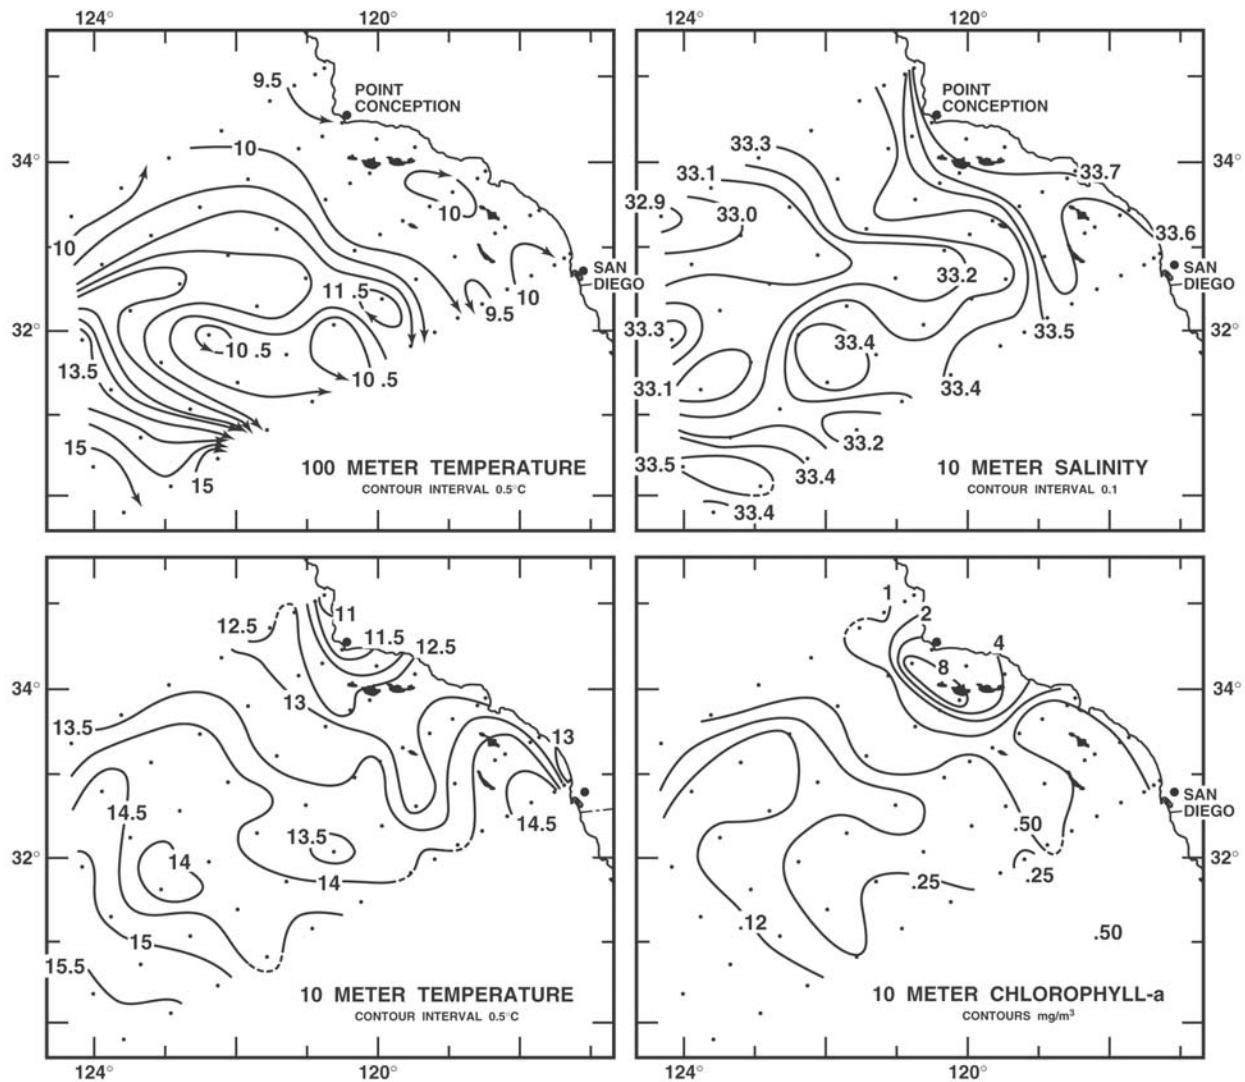 124° 120° 124° 120°
9.5
POINT
CONCEPTION
34°
10
10
10
10
SAN
DIEGO
11 .5
9.5
32°
10 .5
10 .5
13.5
15
15
100 METER TEMPERATURE
CONTOUR INTERVAL 0.5°C
POINT
CONCEPTION
33.3
34°
33.1
33.7
32.9
33.0
33.6
33.2
SAN
DIEGO
33.3
32°
33.4
33.5
33.1
33.4
33.2
33.5
33.4
33.4
10 METER SALINITY
CONTOUR INTERVAL 0.1
11
12.5
11.5
12.5
34°
13
13.5
13
14.5
13.5
14.5
32°
14
14
15
15.5
10 METER TEMPERATURE
CONTOUR INTERVAL 0.5°C
1
2
4
8
34°
SAN
DIEGO
.50
32°
.25
.25
.12
.50
10 METER CHLOROPHYLL-a
CONTOURS mg/m³
124° 120° 124° 120°